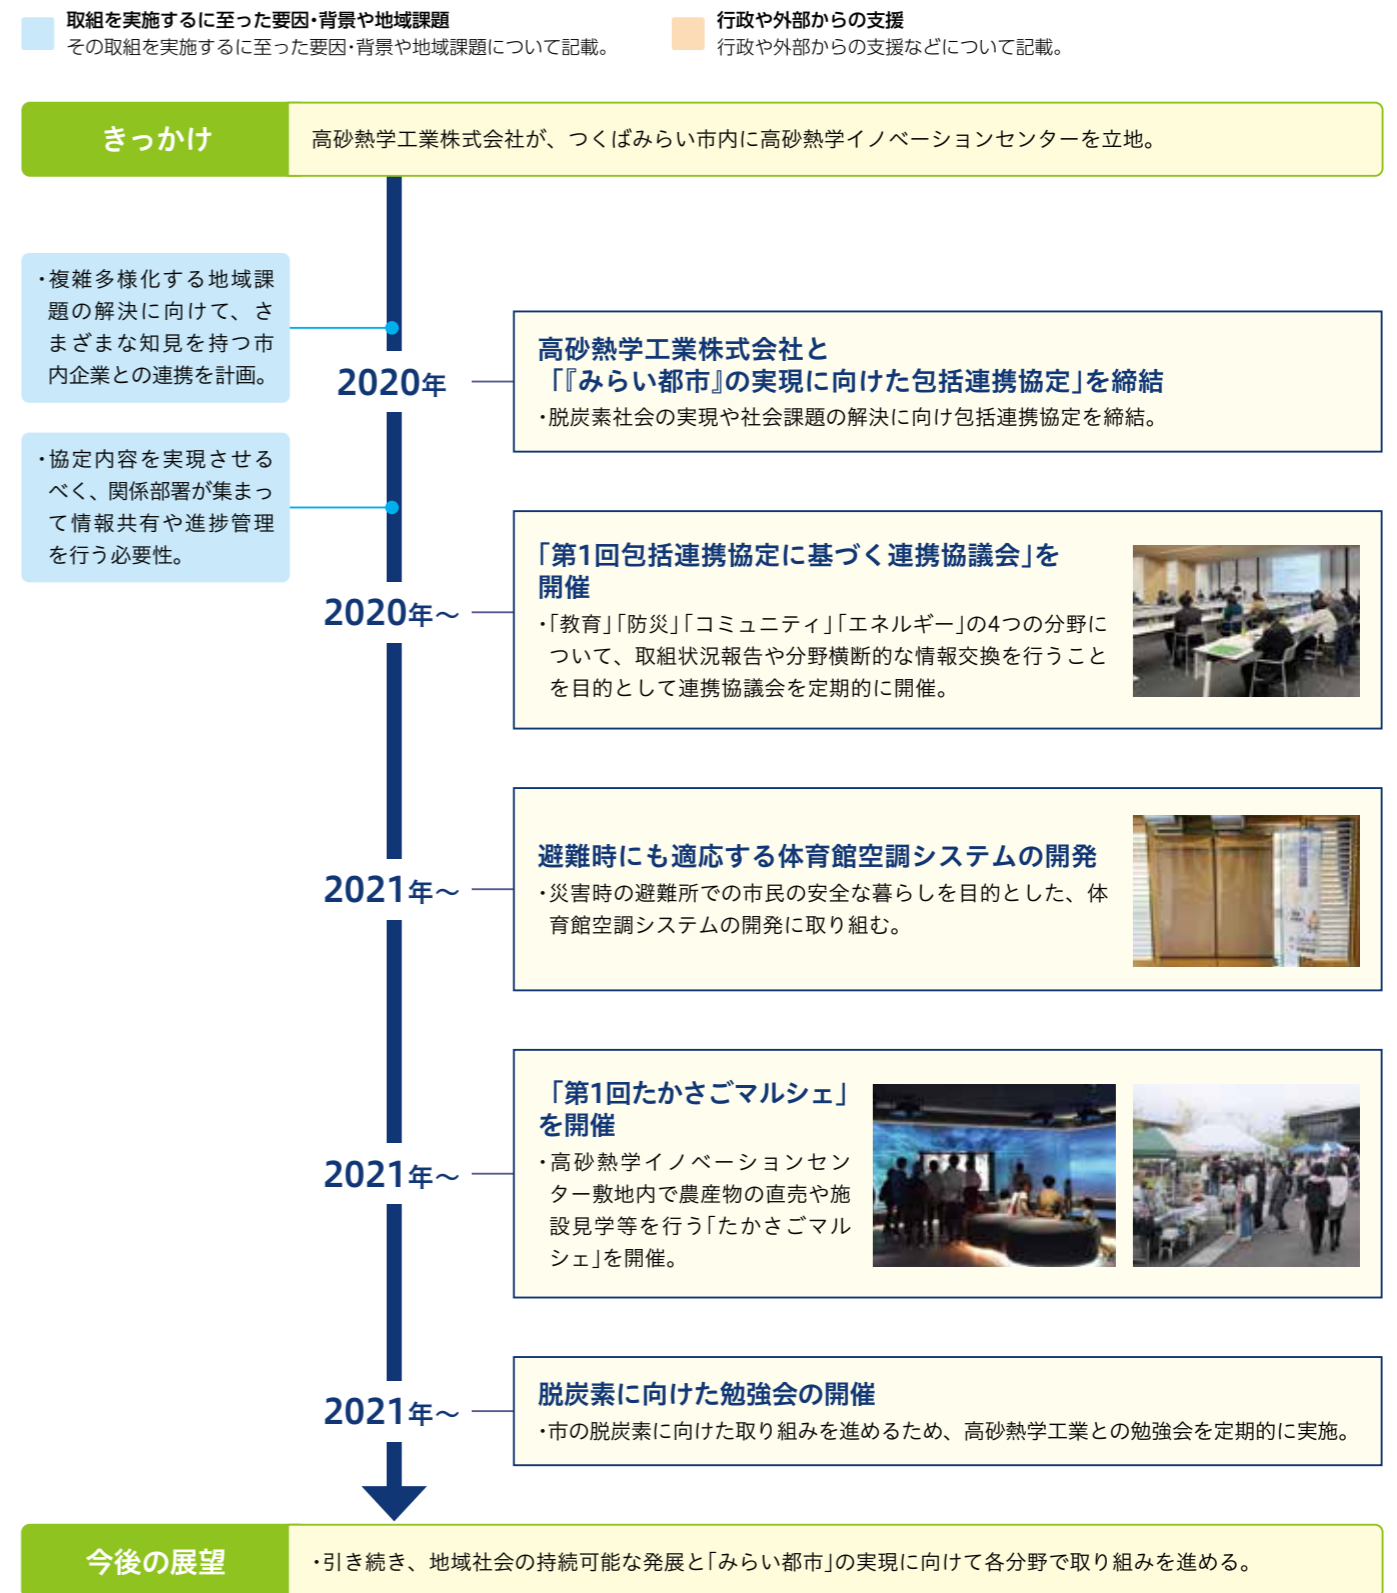 取組を実施するに至った要因・背景や地域課題
その取組を実施するに至った要因・背景や地域課題について記載。
行政や外部からの支援
行政や外部からの支援などについて記載。
きっかけ
高砂熱学工業株式会社が、つくばみらい市内に高砂熱学イノベーションセンターを立地。
・複雑多様化する地域課
題の解決に向けて、さ
まざまな知見を持つ市
内企業との連携を計画。
2020年
高砂熱学工業株式会社と
「『みらい都市』の実現に向けた包括連携協定」を締結
・脱炭素社会の実現や社会課題の解決に向け包括連携協定を締結。
・協定内容を実現させる
べく、関係部署が集まっ
て情報共有や進捗管理
を行う必要性。
2020年～
「第1回包括連携協定に基づく連携協議会」を
開催
・「教育」「防災」「コミュニティ」「エネルギー」の4つの分野に
ついて、取組状況報告や分野横断的な情報交換を行うこと
を目的として連携協議会を定期的に開催。
2021年～
避難時にも適応する体育館空調システムの開発
・災害時の避難所での市民の安全な暮らしを目的とした、体
育館空調システムの開発に取り組む。
2021年～
「第1回たかさごマルシェ」
を開催
・高砂熱学イノベーションセン
ター敷地内で農産物の直売や施
設見学等を行う「たかさごマル
シェ」を開催。
2021年～
脱炭素に向けた勉強会の開催
・市の脱炭素に向けた取り組みを進めるため、高砂熱学工業との勉強会を定期的に実施。
今後の展望
・引き続き、地域社会の持続可能な発展と「みらい都市」の実現に向けて各分野で取り組みを進める。